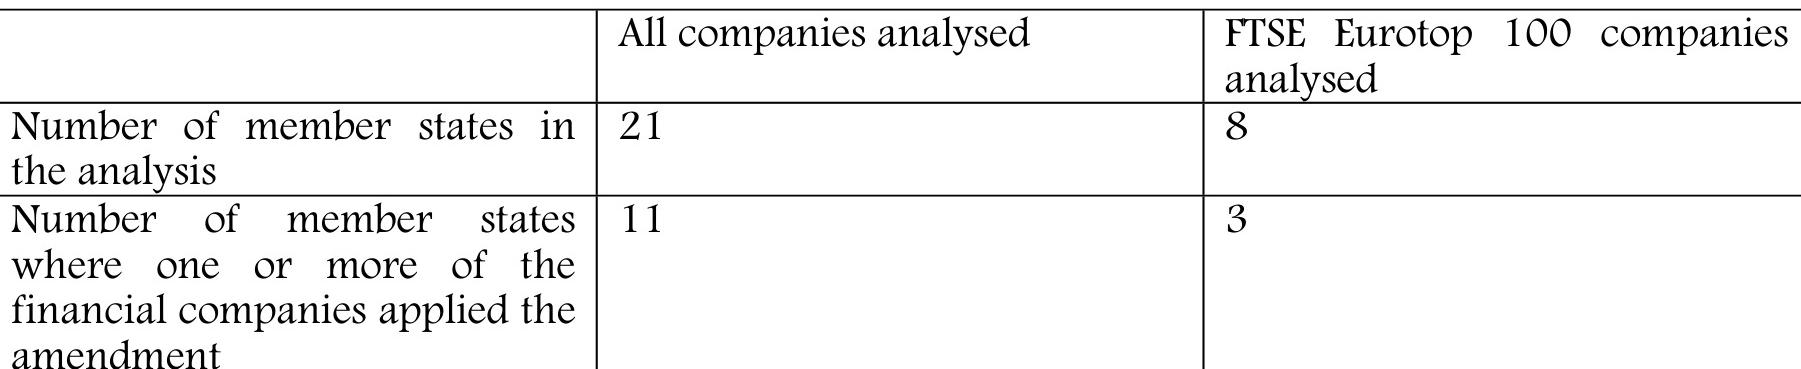 All companies analysed
FTSE Eurotop 100 companies
analysed
Number of member states in
the analysis
21
8
Number of member states
where one or more of the
financial companies applied the
amendment
11
3